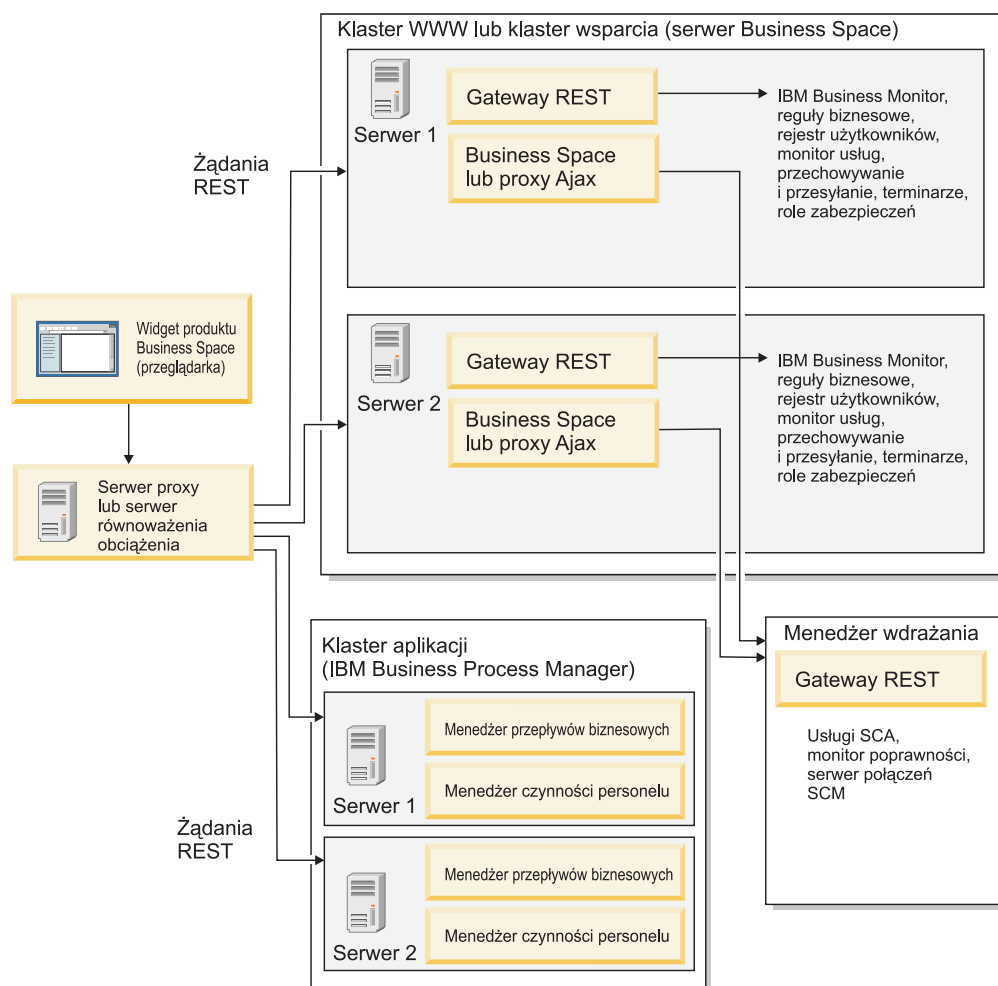 Klaster WWW lub klaster wsparcia (serwer Business Space)
Serwer 1
Gateway REST
Business Space
lub proxy Ajax
IBM Business Monitor,
reguły biznesowe,
rejestr użytkowników,
monitor usług,
przechowywanie
i przesyłanie, terminarze,
role zabezpieczeń
Żądania
REST
Serwer 2
Gateway REST
Business Space
lub proxy Ajax
IBM Business Monitor,
reguły biznesowe,
rejestr użytkowników,
monitor usług,
przechowywanie
i przesyłanie, terminarze,
role zabezpieczeń
Widget produktu
Business Space
(przeglądarka)
Serwer proxy
lub serwer
równoważenia
obciążenia
Klaster aplikacji
(IBM Business Process Manager)
Serwer 1
Menedżer przepływów biznesowych
Menedżer czynności personelu
Żądania
REST
Serwer 2
Menedżer przepływów biznesowych
Menedżer czynności personelu
Menedżer wdrażania
Gateway REST
Usługi SCA,
monitor poprawności,
serwer połączeń
SCM